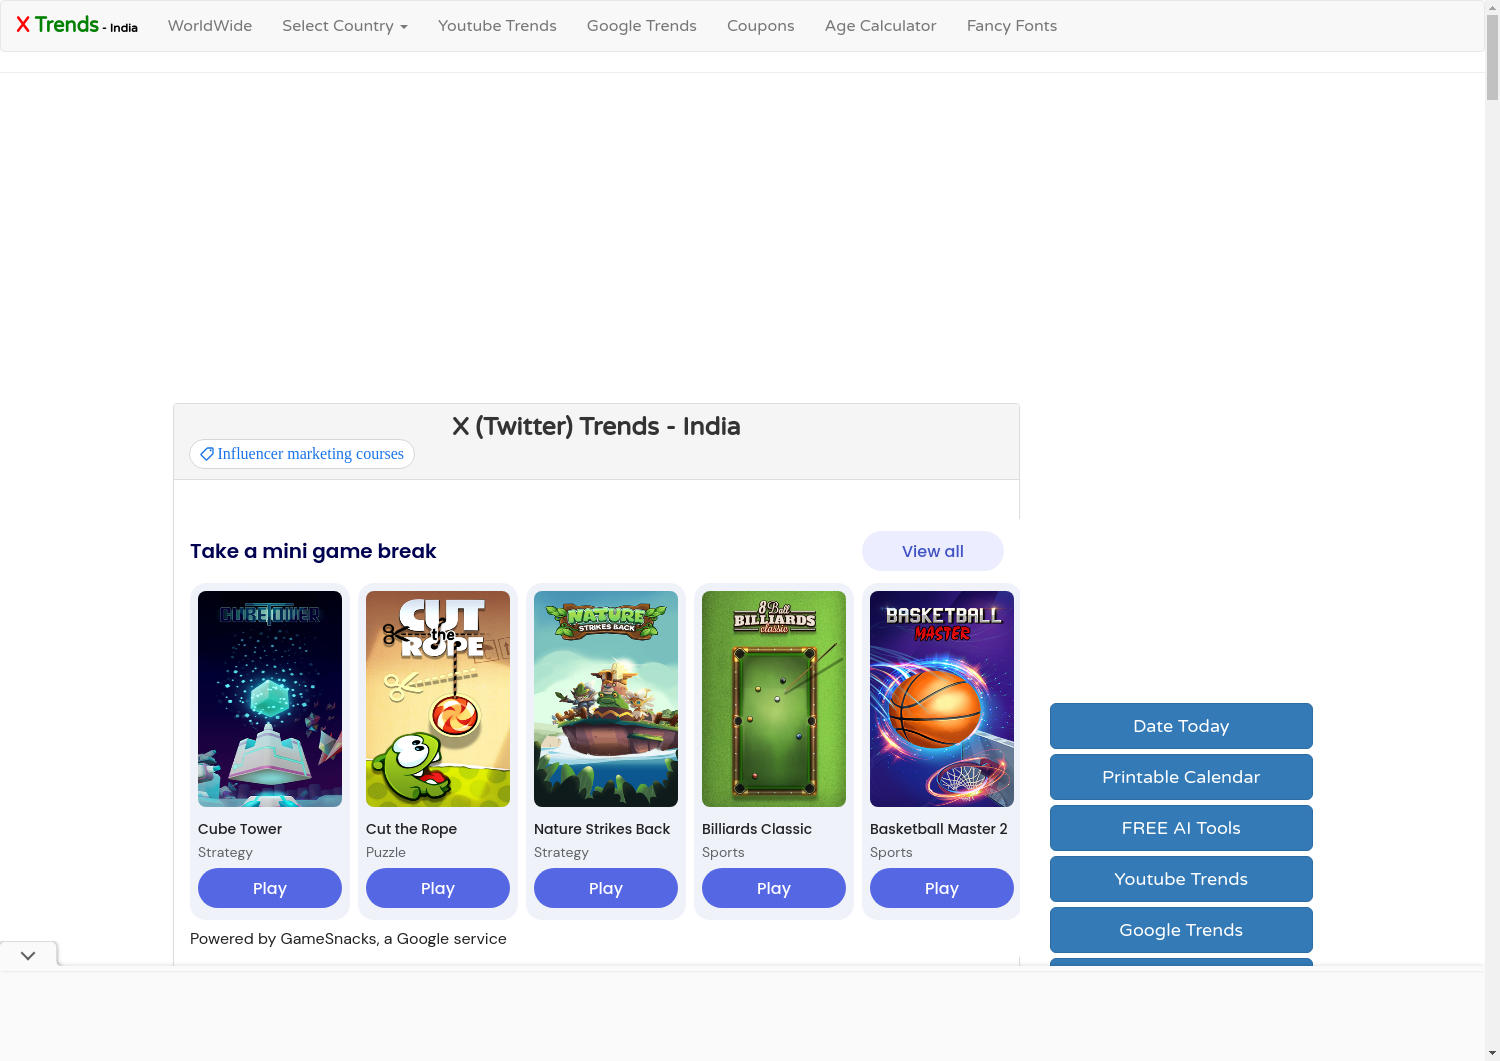 X Trends - India
WorldWide
Select Country
Youtube Trends
Google Trends
Coupons
Age Calculator
Fancy Fonts
X (Twitter) Trends - India
Influencer marketing courses
Take a mini game break
View all
CUBETOWER
CUT
the
ROPE
NATURE
STRIKES BACK
8 Ball
BILLIARDS
classic
BASKETBALL
MASTER
Cube Tower
Cut the Rope
Nature Strikes Back
Billiards Classic
Basketball Master 2
Strategy
Puzzle
Strategy
Sports
Sports
Play
Play
Play
Play
Play
Powered by GameSnacks, a Google service
Date Today
Printable Calendar
FREE AI Tools
Youtube Trends
Google Trends